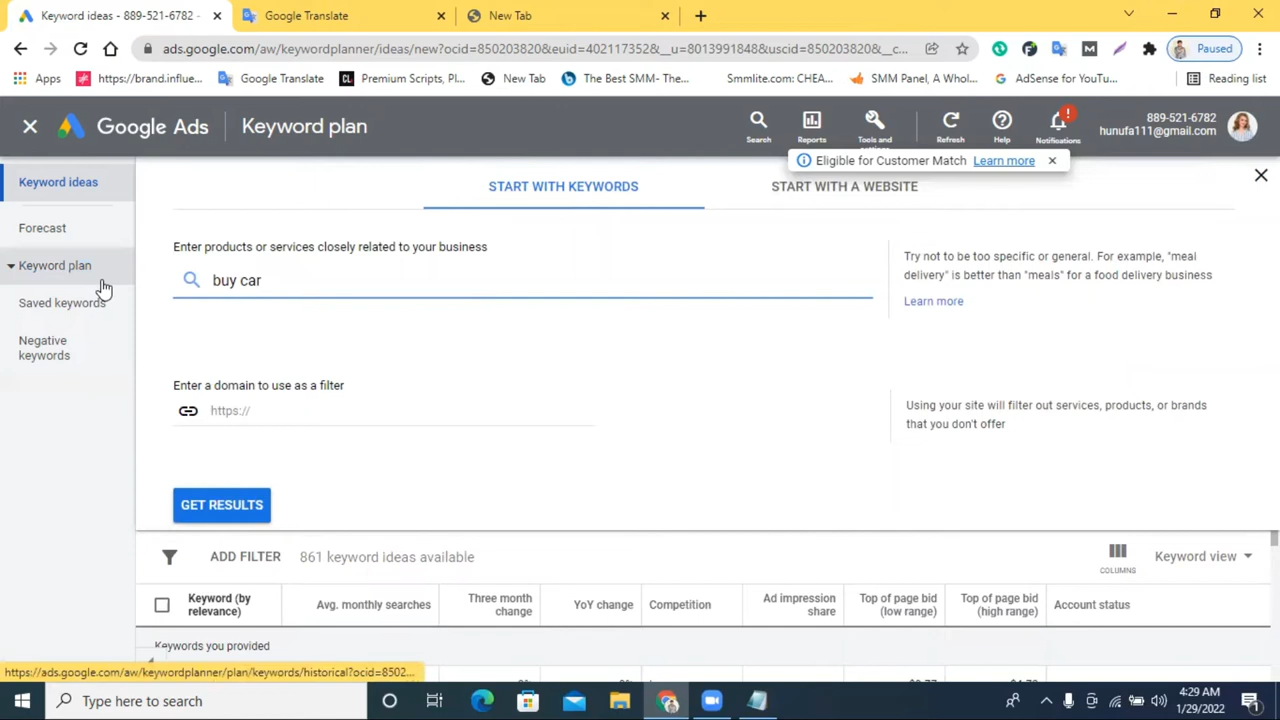 Keyword ideas - 889-521-6782 -
Google Translate
New Tab
ads.google.com/aw/keywordplanner/ideas/new?ocid=850203820&euid=402117352&__u=8013991848&uscid=850203820&__c...
Paused
Apps
https://brand.influe...
Google Translate
Premium Scripts, Pl...
New Tab
The Best SMM- The...
Smmlite.com: CHEA...
SMM Panel, A Whol...
AdSense for YouTu...
Reading list
Google Ads
Keyword plan
Search
Reports
Tools and
Refresh
Help
Notifications
889-521-6782
hunufa111@gmail.com
Eligible for Customer Match Learn more
Keyword ideas
Forecast
Keyword plan
Saved keywords
Negative
keywords
START WITH KEYWORDS
START WITH A WEBSITE
Enter products or services closely related to your business
buy car
Try not to be too specific or general. For example, "meal
delivery" is better than "meals" for a food delivery business
Learn more
Enter a domain to use as a filter
https://
Using your site will filter out services, products, or brands
that you don't offer
GET RESULTS
ADD FILTER
861 keyword ideas available
COLUMNS
Keyword view
Keyword (by
relevance)
Avg. monthly searches
Three month
change
YoY change
Competition
Ad impression
share
Top of page bid
(low range)
Top of page bid
(high range)
Account status
Keywords you provided
https://ads.google.com/aw/keywordplanner/plan/keywords/historical?ocid=8502...
Type here to search
4:29 AM
1/29/2022